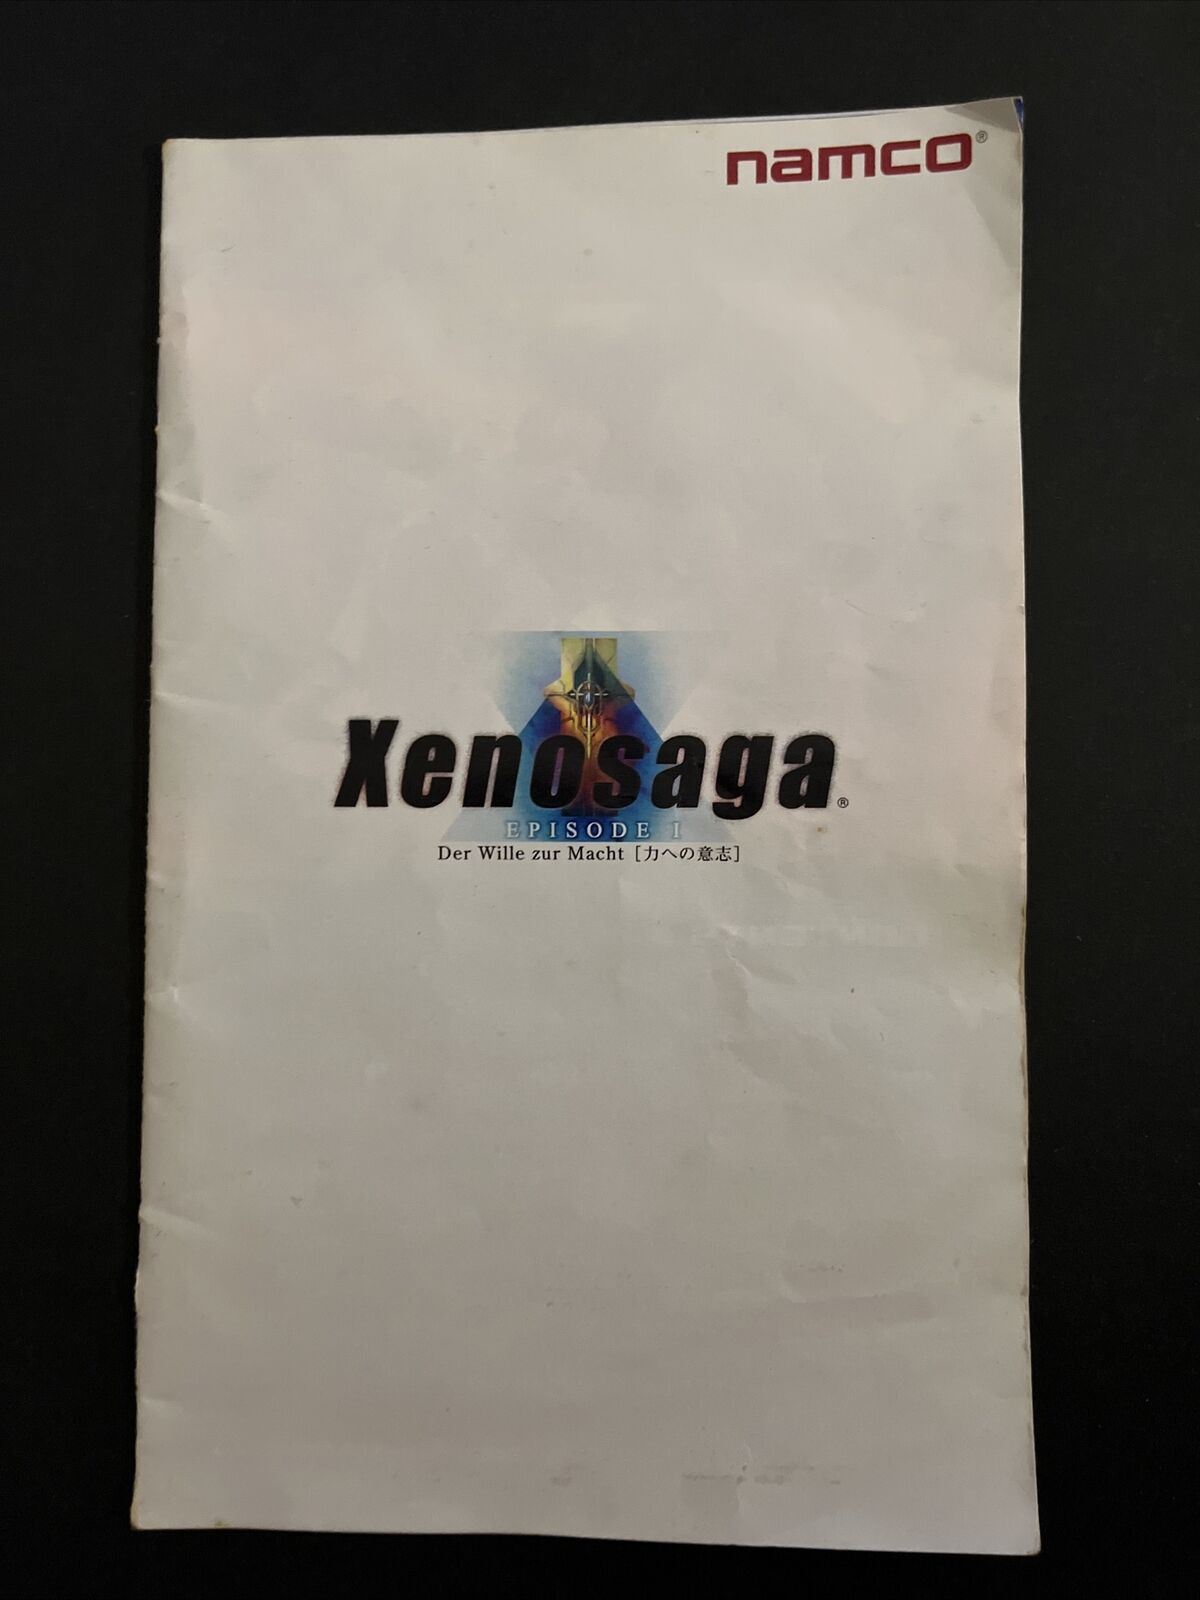 namco®
Xenosaga®
EPISODE I
Der Wille zur Macht [力への意志]